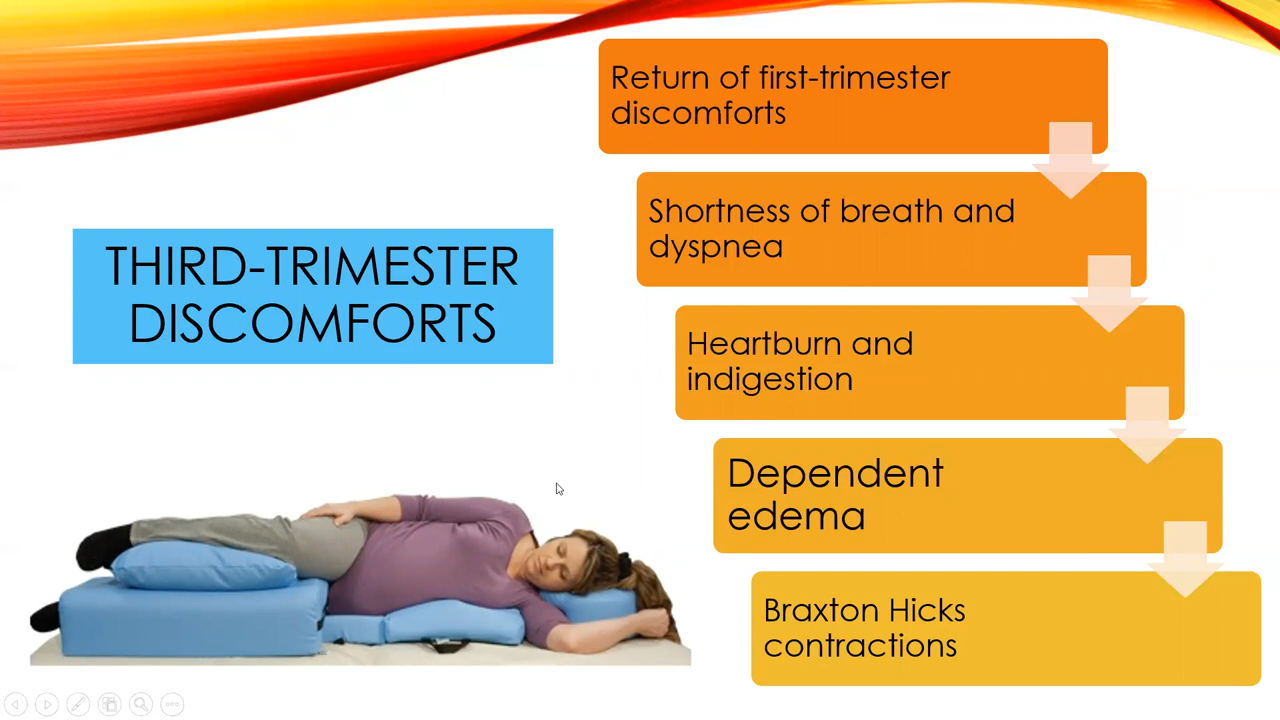 THIRD-TRIMESTER
DISCOMFORTS
Return of first-trimester
discomforts
Shortness of breath and
dyspnea
Heartburn and
indigestion
Dependent
edema
Braxton Hicks
contractions